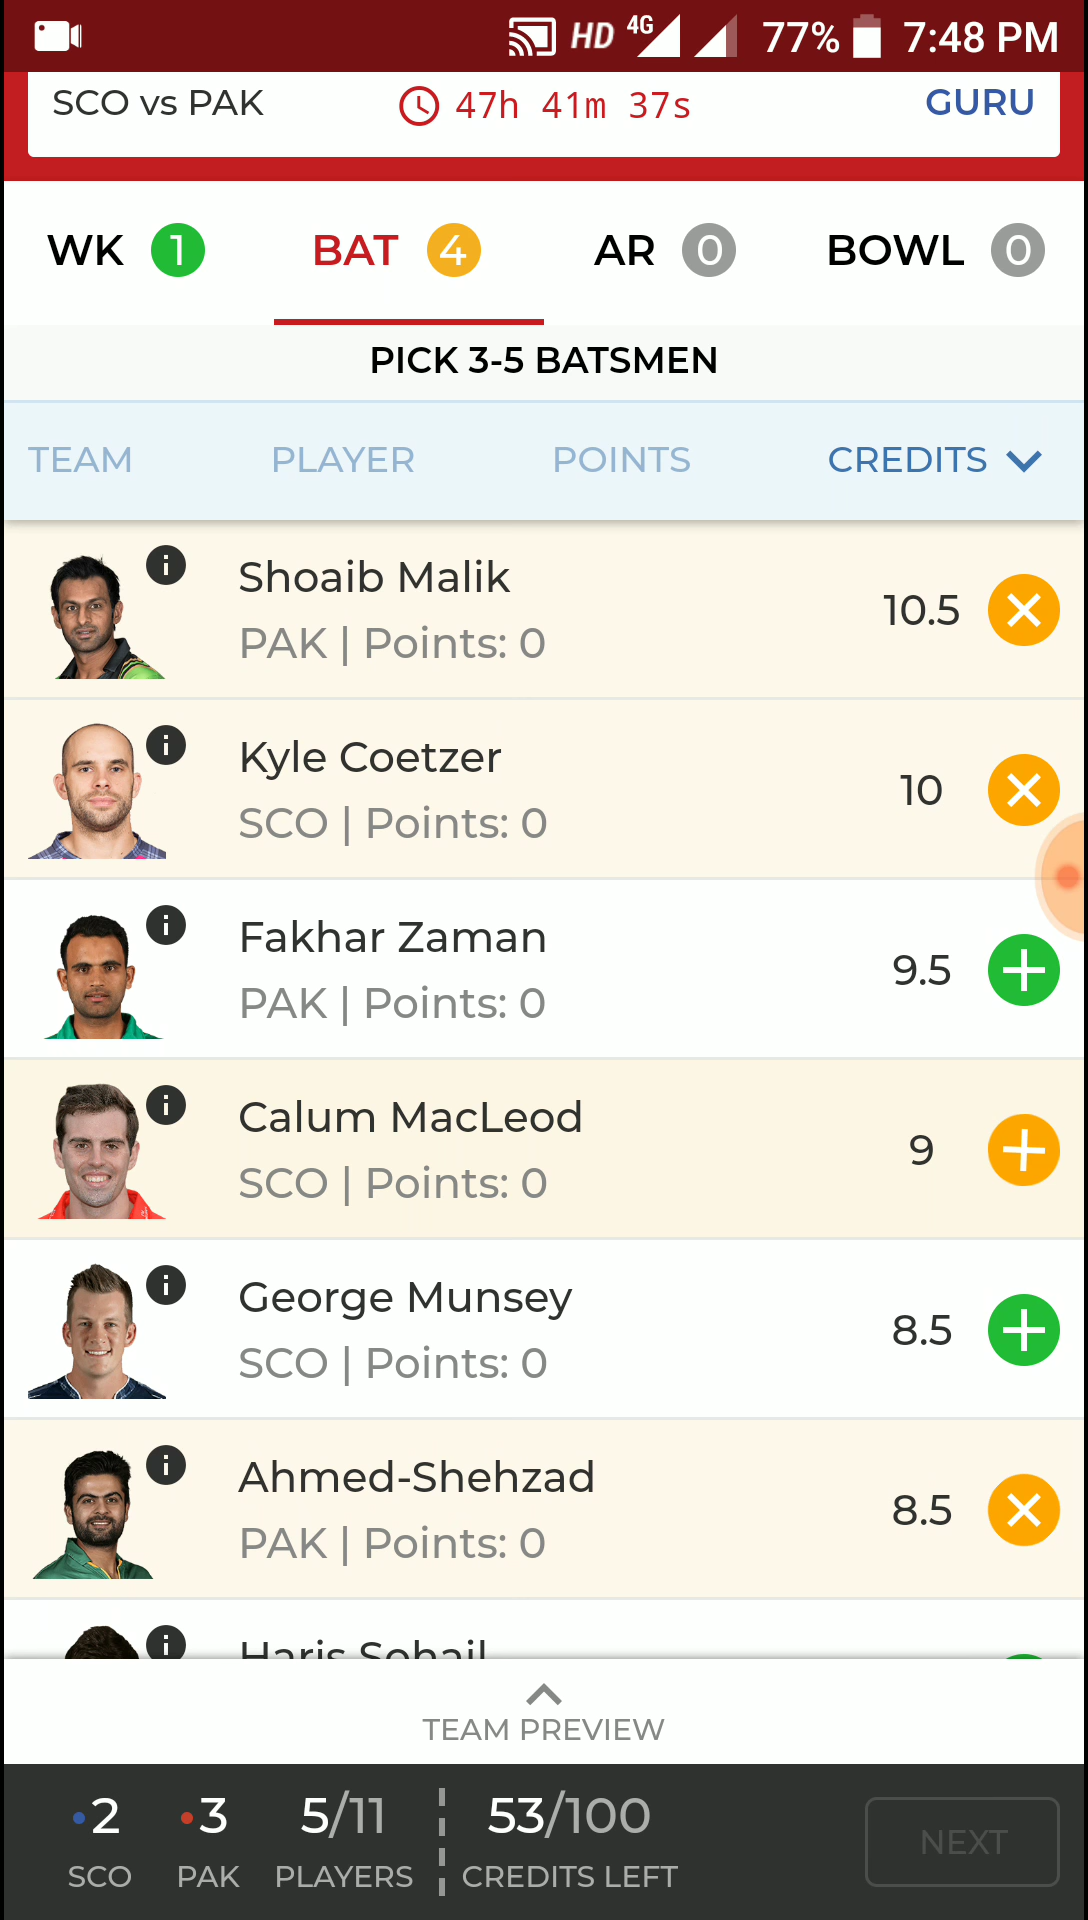 HD 4G 77% 7:48 PM
SCO vs PAK 47h 41m 37s GURU
WK 1 BAT 4 AR 0 BOWL 0
PICK 3-5 BATSMEN
TEAM PLAYER POINTS CREDITS
Shoaib Malik
PAK | Points: 0 10.5
Kyle Coetzer
SCO | Points: 0 10
Fakhar Zaman
PAK | Points: 0 9.5
Calum MacLeod
SCO | Points: 0 9
George Munsey
SCO | Points: 0 8.5
Ahmed-Shehzad
PAK | Points: 0 8.5
Haris Sohail
TEAM PREVIEW
2 3 5/11 53/100
SCO PAK PLAYERS CREDITS LEFT NEXT